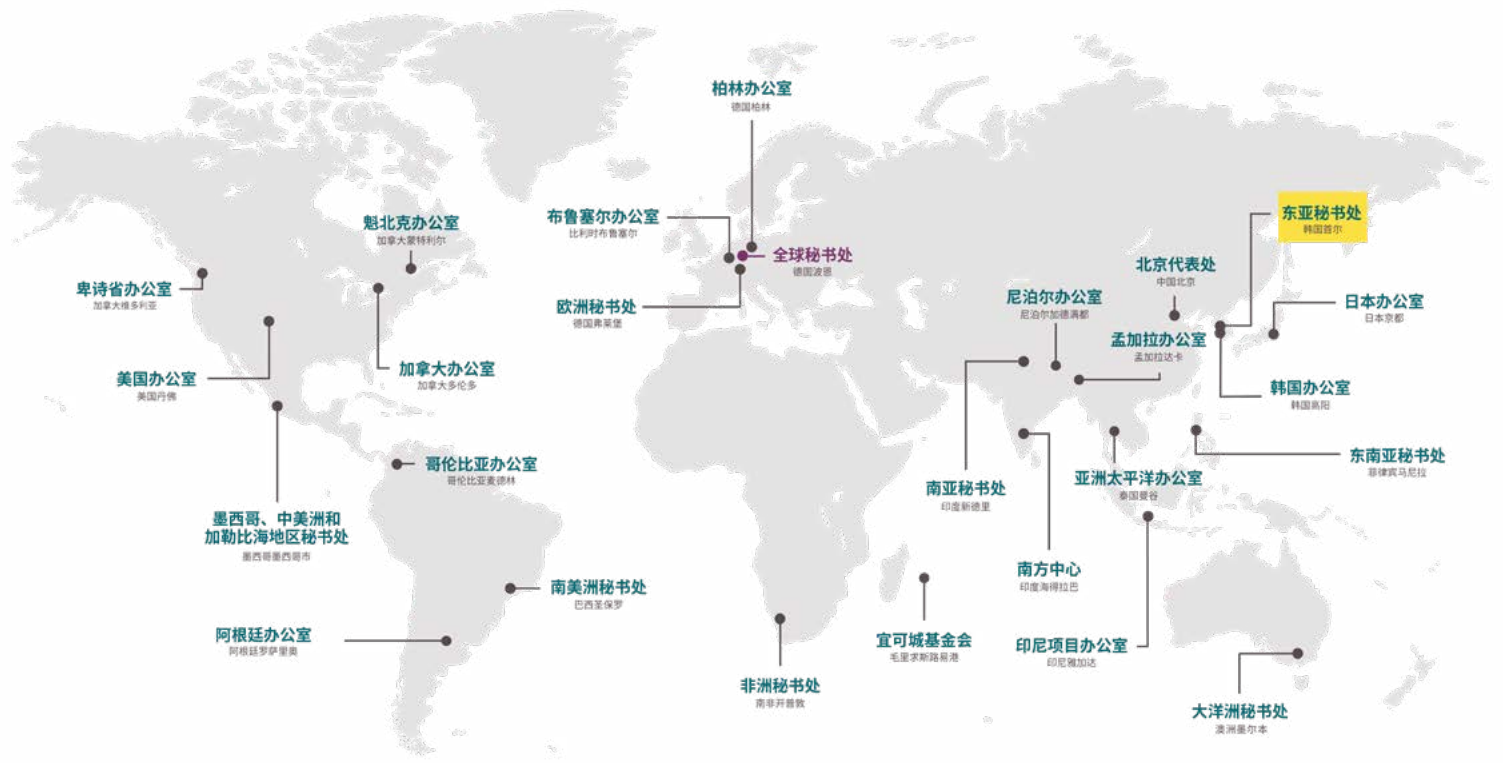 柏林办公室
德国柏林
魁北克办公室
加拿大蒙特利尔
布鲁塞尔办公室
比利时布鲁塞尔
东亚秘书处
韩国首尔
全球秘书处
德国波恩
北京代表处
中国北京
卑诗省办公室
加拿大维多利亚
欧洲秘书处
德国弗莱堡
尼泊尔办公室
尼泊尔加德满都
日本办公室
日本京都
孟加拉办公室
孟加拉达卡
美国办公室
美国丹佛
加拿大办公室
加拿大多伦多
韩国办公室
韩国高阳
哥伦比亚办公室
哥伦比亚麦德林
东南亚秘书处
菲律宾马尼拉
南亚秘书处
印度新德里
亚洲太平洋办公室
泰国曼谷
墨西哥、中美洲和
加勒比海地区秘书处
墨西哥墨西哥市
南方中心
印度海得拉巴
南美洲秘书处
巴西圣保罗
阿根廷办公室
阿根廷罗萨里奥
宜可城基金会
毛里求斯路易港
印尼项目办公室
印尼雅加达
非洲秘书处
南非开普敦
大洋洲秘书处
澳洲墨尔本